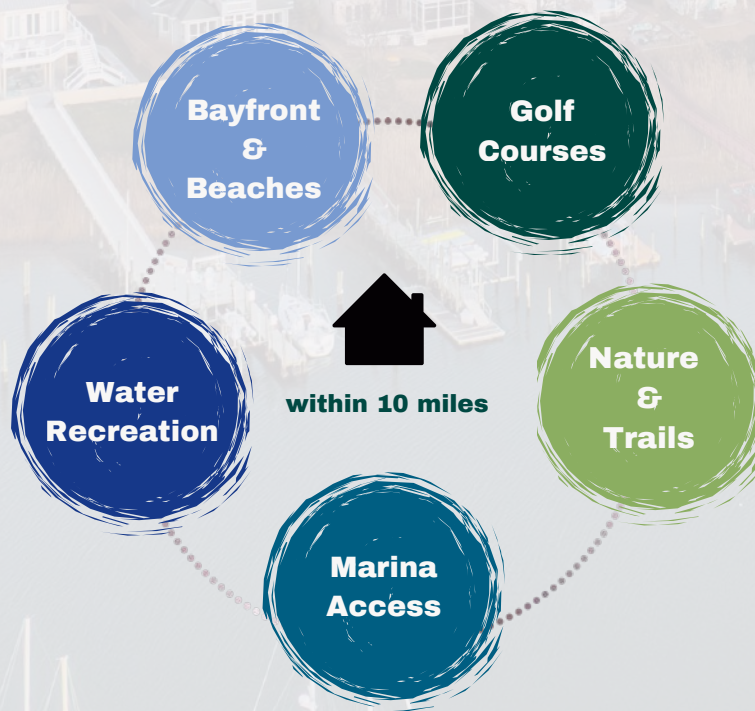 Bayfront
&
Beaches
Golf
Courses
Nature
&
Trails
Marina
Access
Water
Recreation
within 10 miles